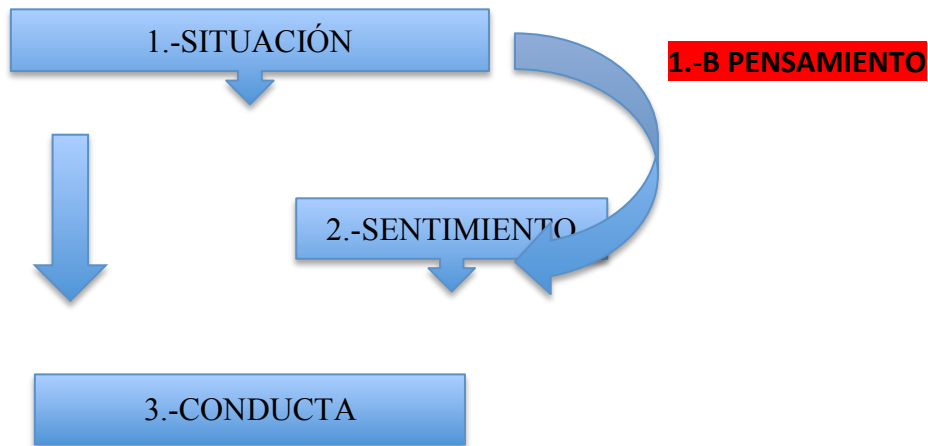 1.-SITUACIÓN
1.-B PENSAMIENTO
2.-SENTIMIENTO
3.-CONDUCTA